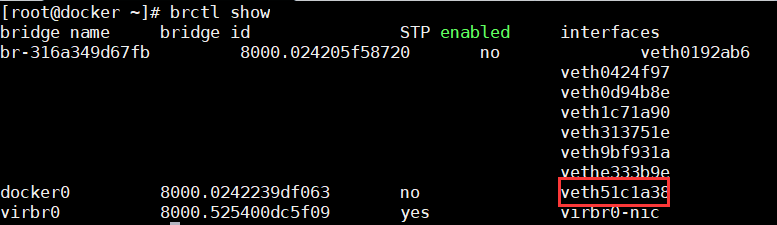 [root@docker ~]# brctl show
bridge name bridge id STP enabled interfaces
br-316a349d67fb 8000.024205f58720 no veth0192ab6
veth0424f97
veth0d94b8e
veth1c71a90
veth313751e
veth9bf931a
vethe333b9e
docker0 8000.0242239df063 no veth51c1a38
virbr0 8000.525400dc5f09 yes virbr0-nic